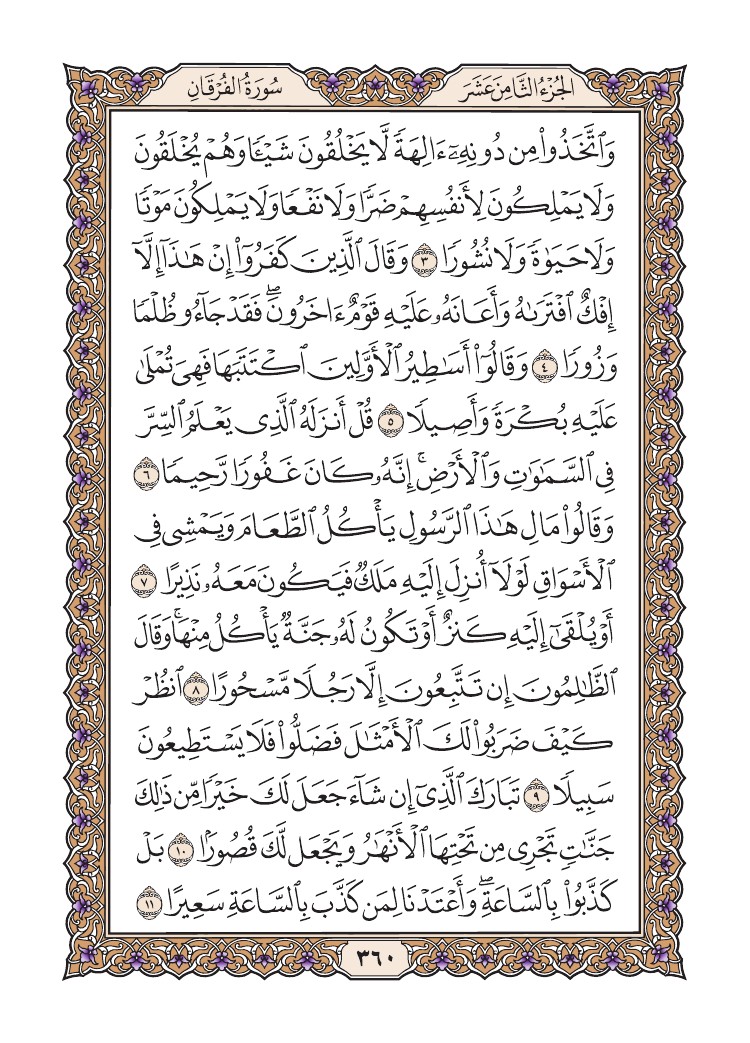 الجُزْءُ الثَّامِنَ عَشَرَ
سُورَةُ الفُرْقَانِ
وَٱتَّخَذُوا۟ مِن دُونِهِۦٓ ءَالِهَةً لَّا يَخْلُقُونَ شَيْـًٔا وَهُمْ يُخْلَقُونَ
وَلَا يَمْلِكُونَ لِأَنفُسِهِمْ ضَرًّا وَلَا نَفْعًا وَلَا يَمْلِكُونَ مَوْتًا
وَلَا حَيَوٰةً وَلَا نُشُورًا ٣ وَقَالَ ٱلَّذِينَ كَفَرُوٓا۟ إِنْ هَـٰذَآ إِلَّآ
إِفْكٌ ٱفْتَرَىٰهُ وَأَعَانَهُۥ عَلَيْهِ قَوْمٌ ءَاخَرُونَ ۖ فَقَدْ جَآءُو ظُلْمًا
وَزُورًا ٤ وَقَالُوٓا۟ أَسَـٰطِيرُ ٱلْأَوَّلِينَ ٱكْتَتَبَهَا فَهِىَ تُمْلَىٰ
عَلَيْهِ بُكْرَةً وَأَصِيلًا ٥ قُلْ أَنزَلَهُ ٱلَّذِى يَعْلَمُ ٱلسِّرَّ
فِى ٱلسَّمَـٰوَٰتِ وَٱلْأَرْضِ ۚ إِنَّهُۥ كَانَ غَفُورًا رَّحِيمًا ٦
وَقَالُوا۟ مَالِ هَـٰذَا ٱلرَّسُولِ يَأْكُلُ ٱلطَّعَامَ وَيَمْشِى فِى
ٱلْأَسْوَاقِ لَوْلَآ أُنزِلَ إِلَيْهِ مَلَكٌ فَيَكُونَ مَعَهُۥ نَذِيرًا ٧
أَوْ يُلْقَىٰٓ إِلَيْهِ كَنزٌ أَوْ تَكُونُ لَهُۥ جَنَّةٌ يَأْكُلُ مِنْهَا ۚ وَقَالَ
ٱلظَّـٰلِمُونَ إِن تَتَّبِعُونَ إِلَّا رَجُلًا مَّسْحُورًا ٨ ٱنظُرْ
كَيْفَ ضَرَبُوا۟ لَكَ ٱلْأَمْثَـٰلَ فَضَلُّوا۟ فَلَا يَسْتَطِيعُونَ
سَبِيلًا ٩ تَبَارَكَ ٱلَّذِىٓ إِن شَآءَ جَعَلَ لَكَ خَيْرًا مِّن ذَٰلِكَ
جَنَّـٰتٍ تَجْرِى مِن تَحْتِهَا ٱلْأَنْهَـٰرُ وَيَجْعَل لَّكَ قُصُورًۢا ١٠ بَلْ
كَذَّبُوا۟ بِٱلسَّاعَةِ ۖ وَأَعْتَدْنَا لِمَن كَذَّبَ بِٱلسَّاعَةِ سَعِيرًا ١١
٣٦٠